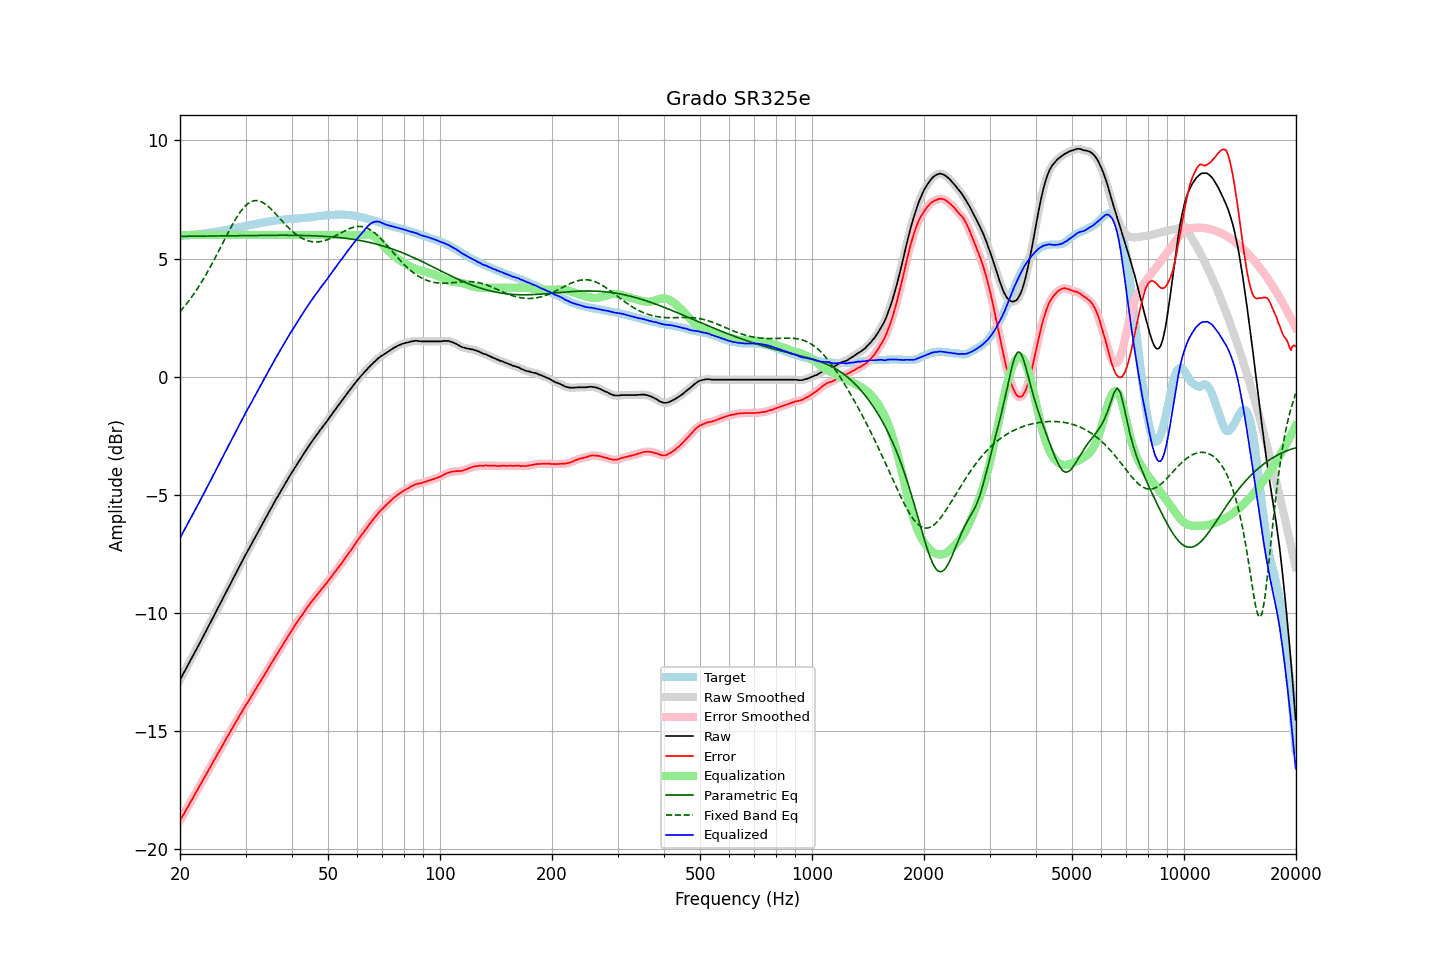 Grado SR325e
Amplitude (dBr)
10
5
0
−5
−10
−15
−20
Target
Raw Smoothed
Error Smoothed
Raw
Error
Equalization
Parametric Eq
Fixed Band Eq
Equalized
20 50 100 200 500 1000 2000 5000 10000 20000
Frequency (Hz)